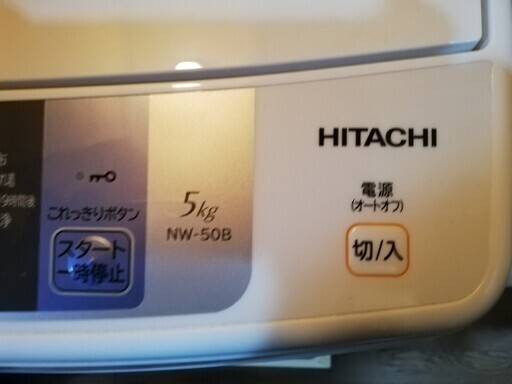 HITACHI
電源
(オートオフ)
切/入
5kg
NW-50B
これっきりボタン
スタート
一時停止